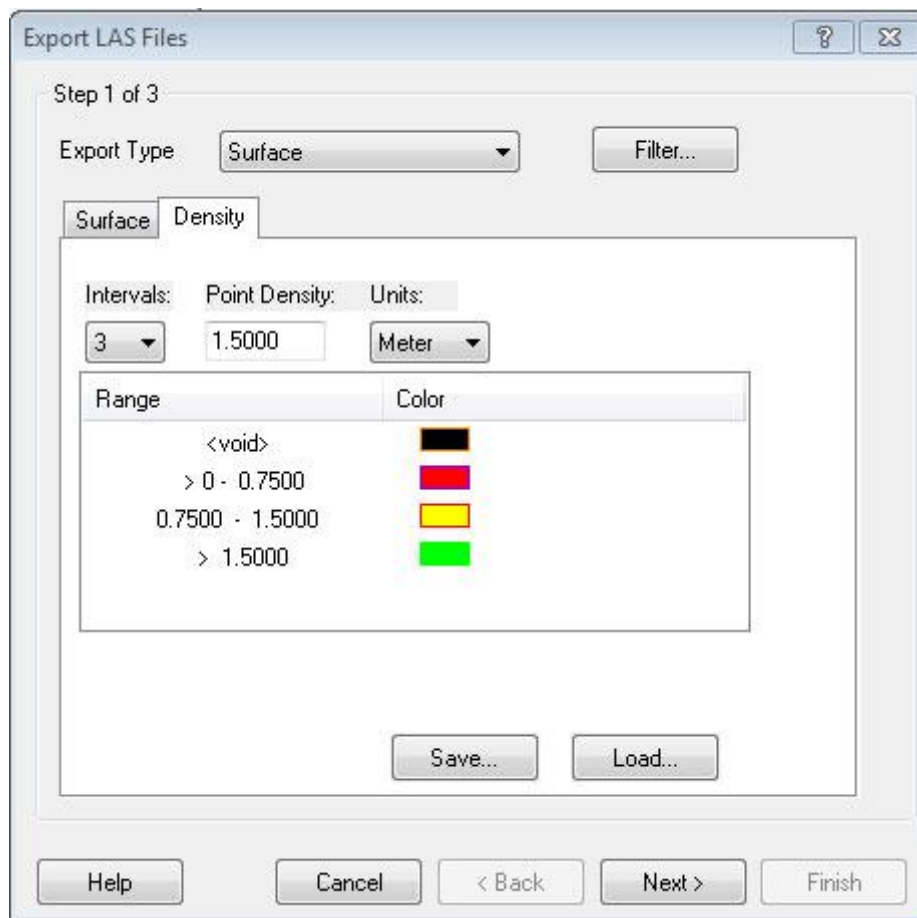 Export LAS Files
Step 1 of 3
Export Type Surface Filter...
Surface Density
Intervals: Point Density: Units:
3 1.5000 Meter
Range Color
<void>
> 0 - 0.7500
0.7500 - 1.5000
> 1.5000
Save... Load...
Help Cancel < Back Next > Finish